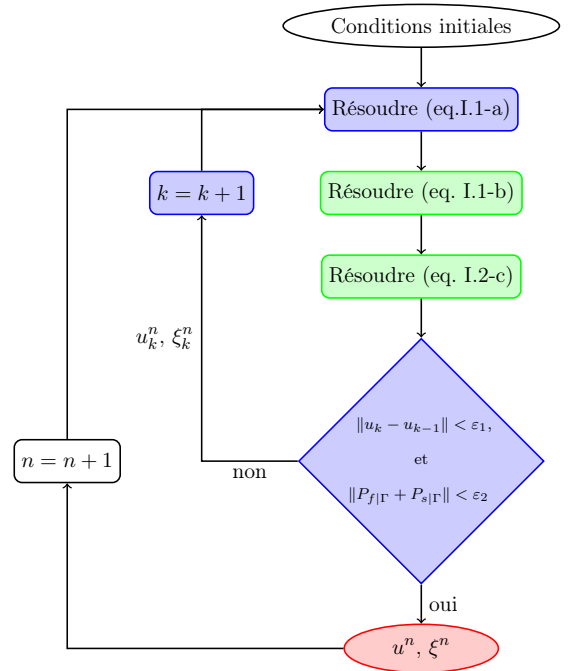 Conditions initiales
Résoudre (eq.I.1-a)
k = k + 1
Résoudre (eq. I.1-b)
Résoudre (eq. I.2-c)
u_k^n, ξ_k^n
‖u_k − u_{k−1}‖ < ε_1,
et
‖P_{f|Γ} + P_{s|Γ}‖ < ε_2
n = n + 1
non
oui
u^n, ξ^n